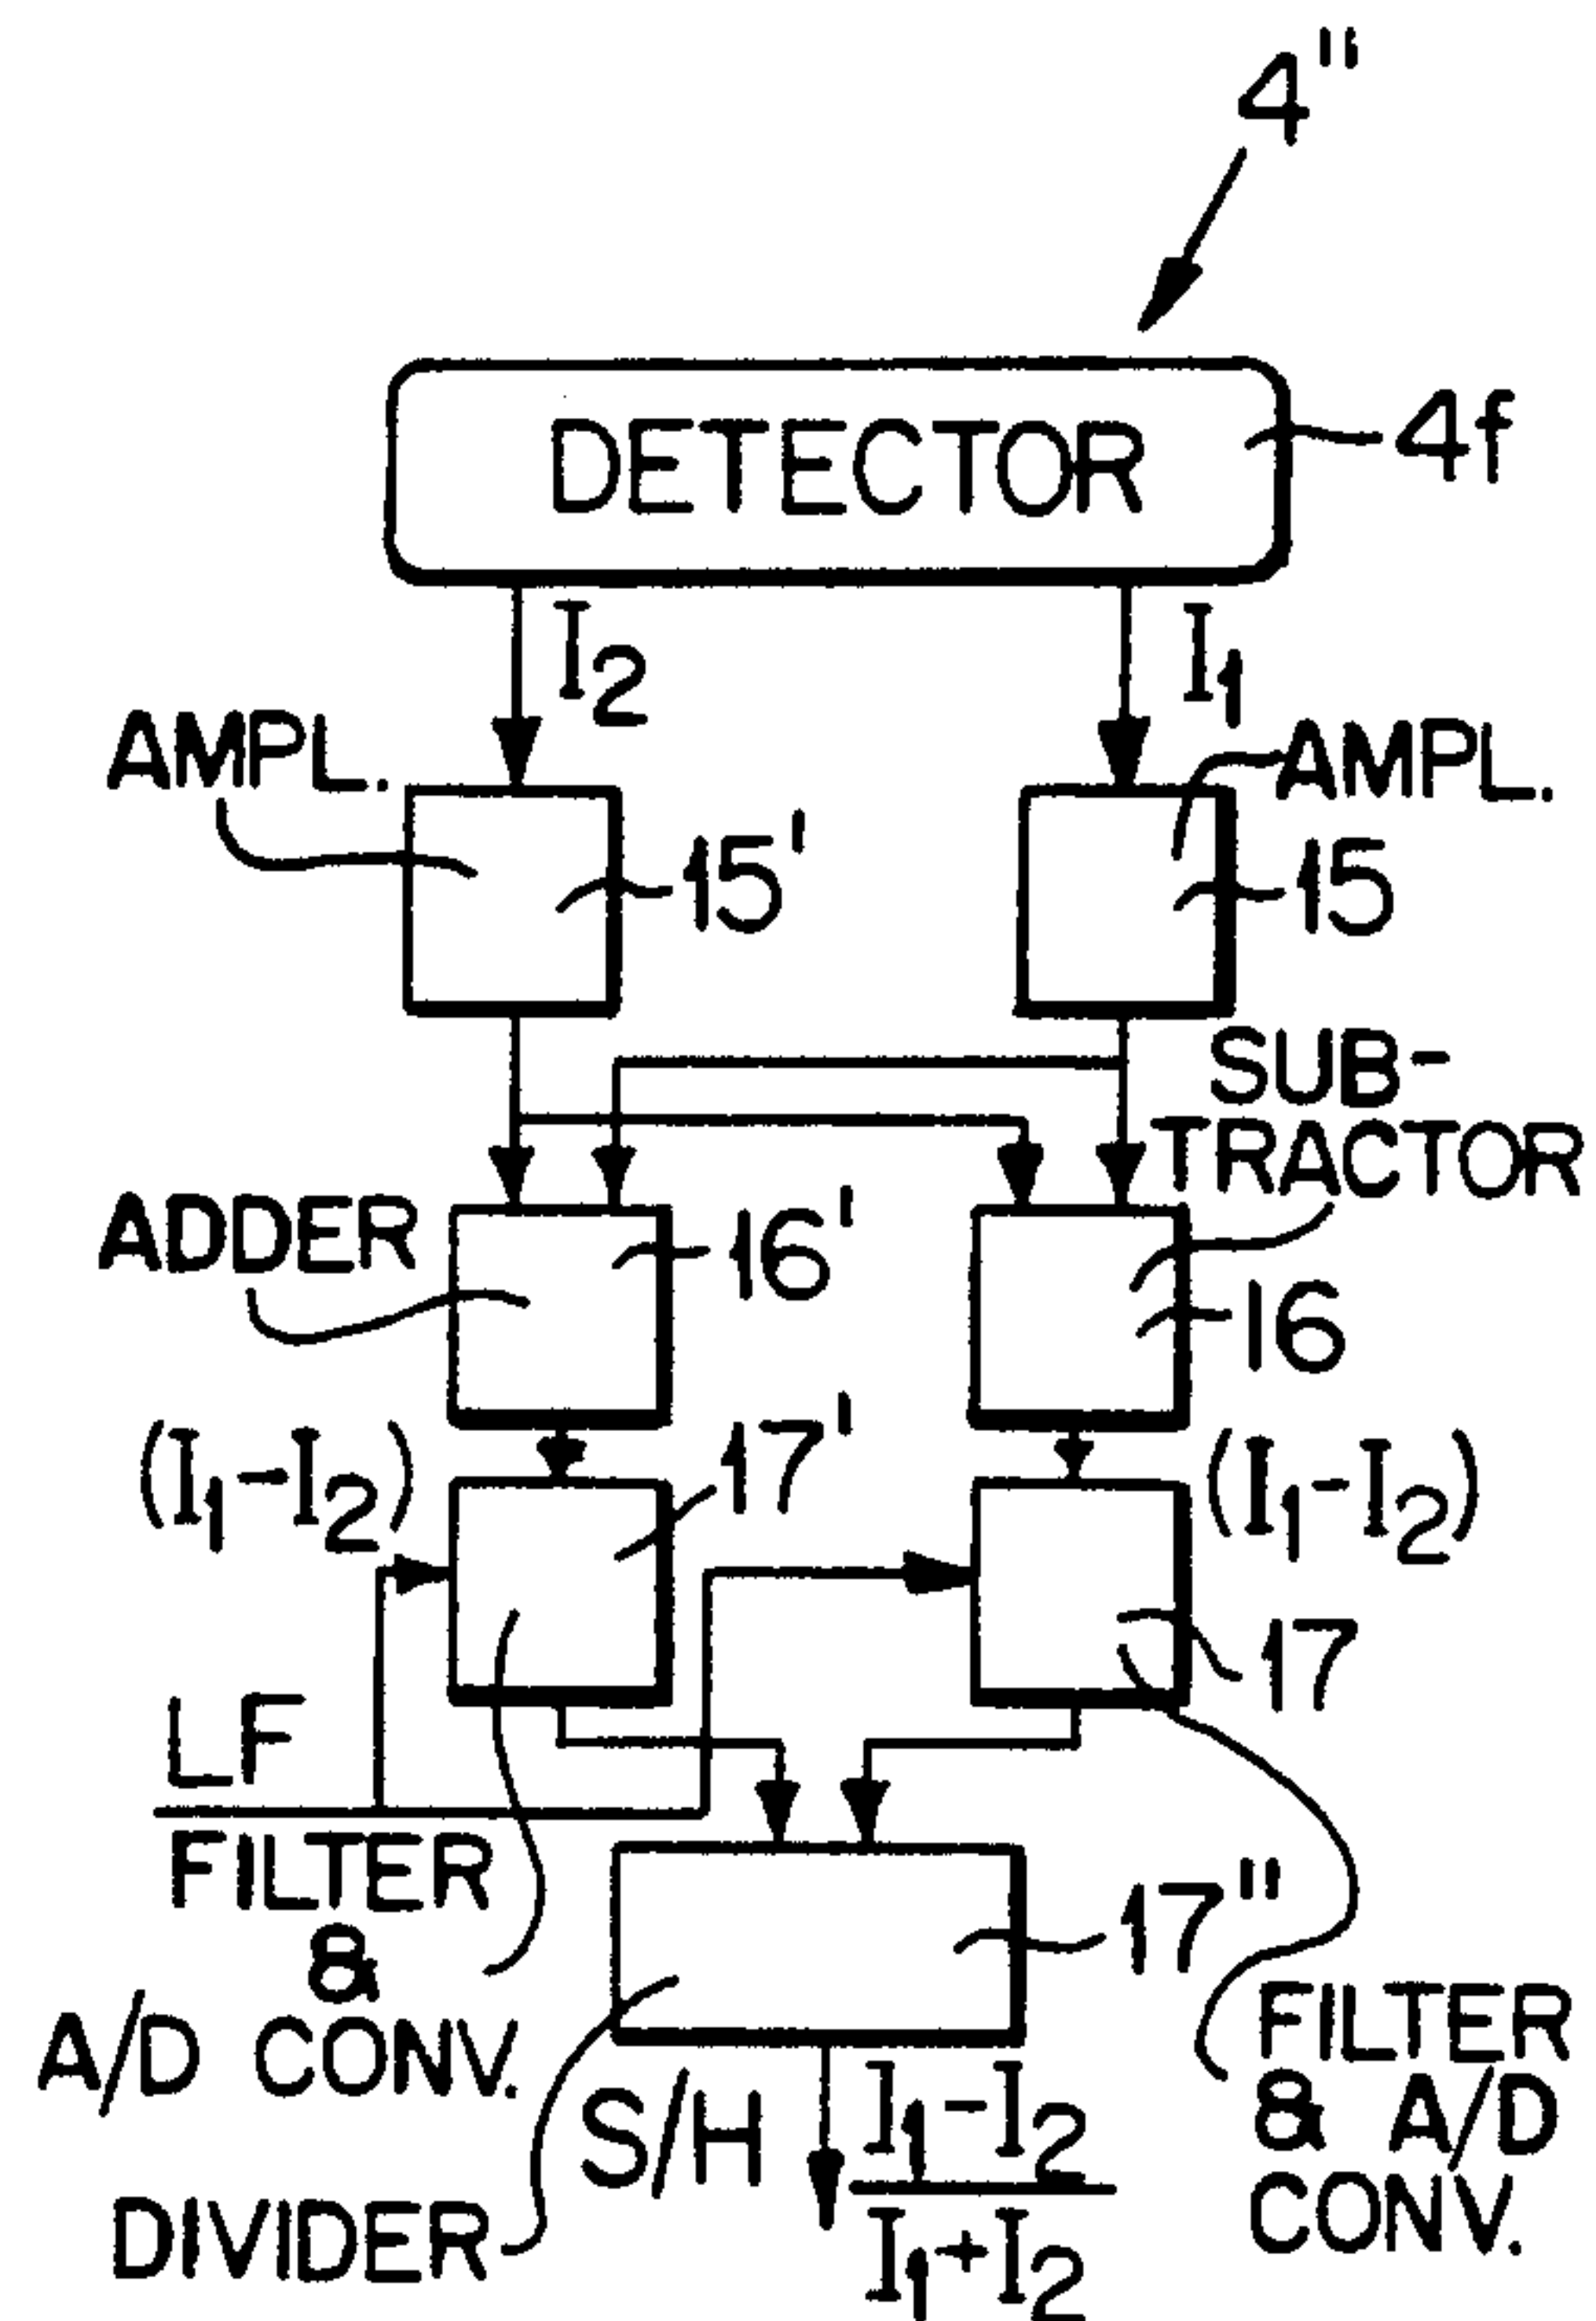 4"
DETECTOR
4f
I2
I1
AMPL.
AMPL.
15'
15
SUB-
TRACTOR
ADDER
16'
16
(I1-I2)
17'
(I1-I2)
17
LF
FILTER
&
A/D CONV.
17"
FILTER
& A/D
CONV.
S/H
DIVIDER
I1-I2
I1+I2